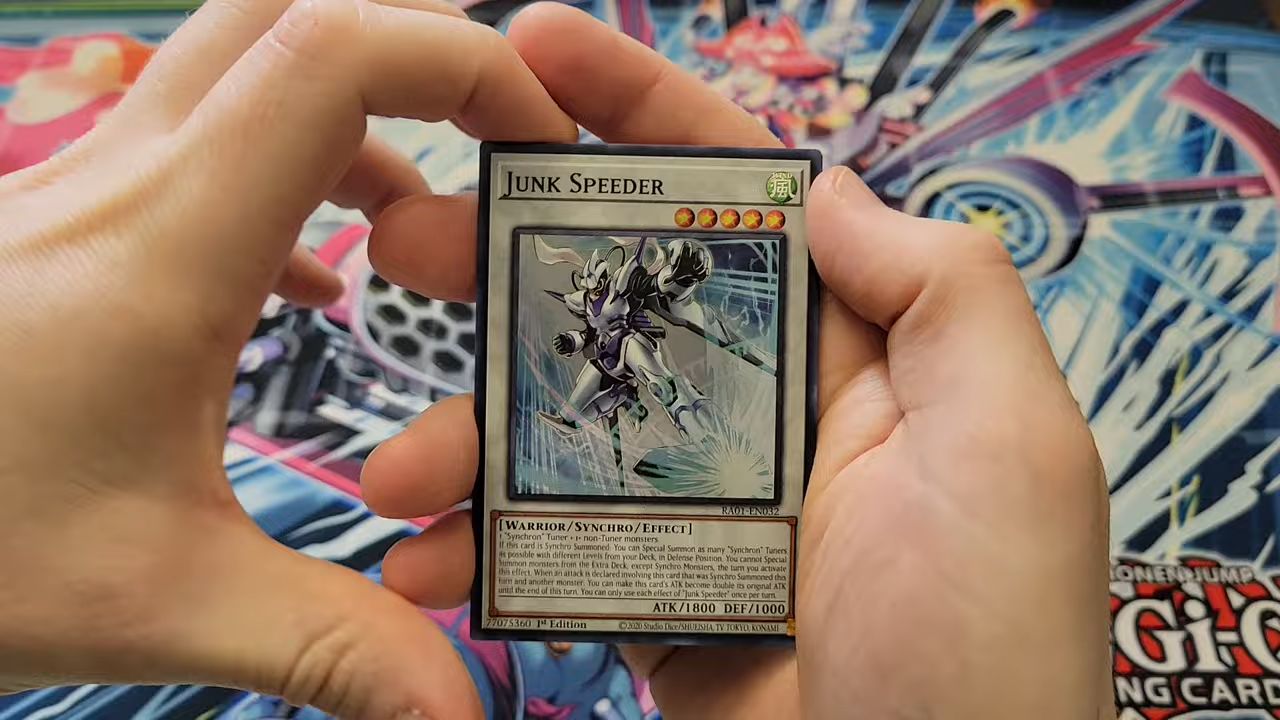 JUNK SPEEDER
WIND
風
RA01-EN032
[WARRIOR/SYNCHRO/EFFECT]
1 "Synchron" Tuner + 1+ non-Tuner monsters
If this card is Synchro Summoned: You can Special Summon as many "Synchron" Tuners
as possible with different Levels from your Deck, in Defense Position. You cannot Special
Summon monsters from the Extra Deck, except Synchro Monsters, the turn you activate
this effect. When an attack is declared involving this card that was Synchro Summoned this
turn and another monster: You can make this card's ATK become double its original ATK
until the end of this turn. You can only use each effect of "Junk Speeder" once per turn.
ATK/1800 DEF/1000
77075360 1st Edition
©2020 Studio Dice/SHUEISHA, TV TOKYO, KONAMI
ONEN JUMP
Gi-
NG CARD